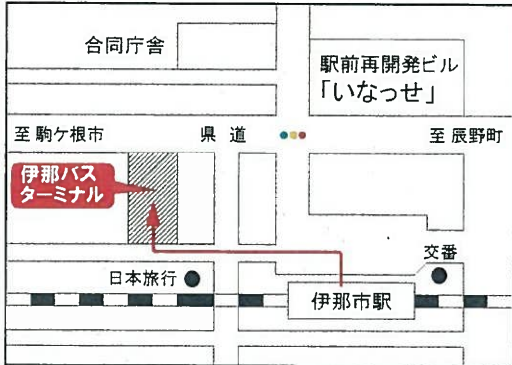 合同庁舎
駅前再開発ビル
「いなっせ」
至 駒ケ根市
県 道
至 辰野町
伊那バス
ターミナル
交番
日本旅行
伊那市駅